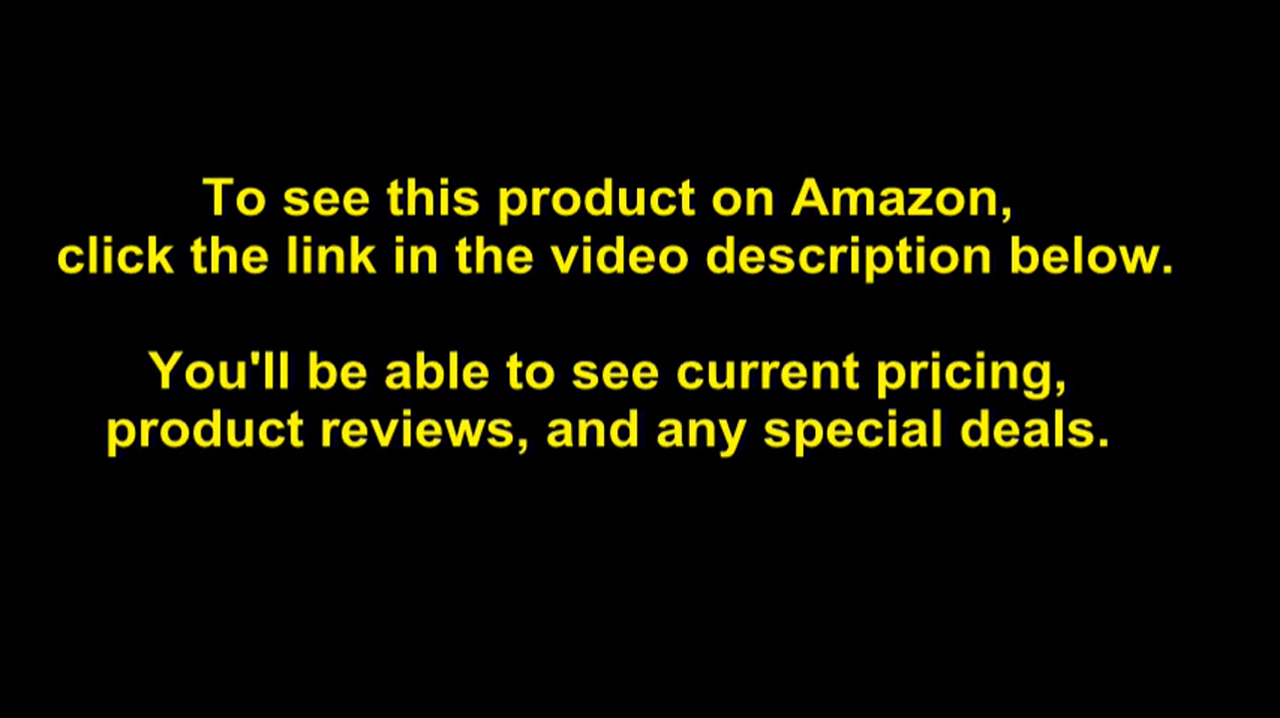 To see this product on Amazon,
click the link in the video description below.
You'll be able to see current pricing,
product reviews, and any special deals.